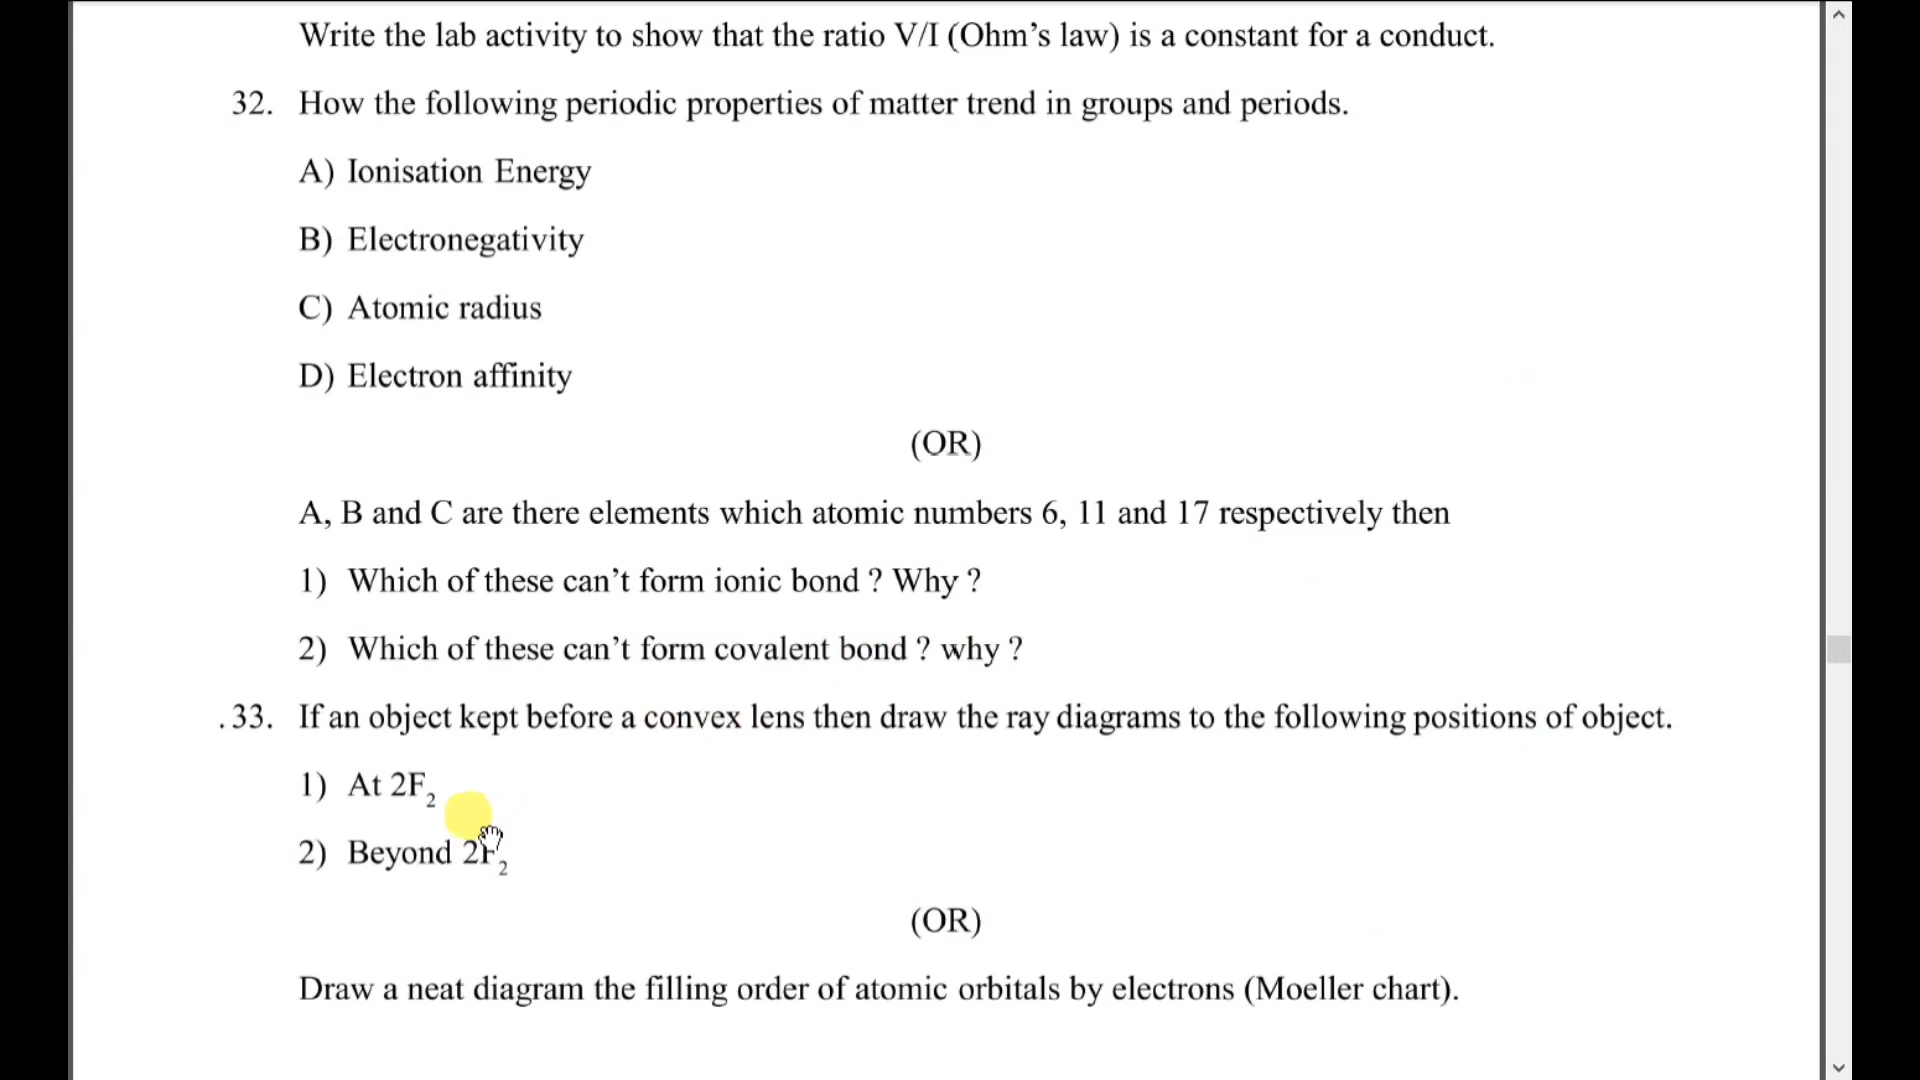 Write the lab activity to show that the ratio V/I (Ohm’s law) is a constant for a conduct.
32. How the following periodic properties of matter trend in groups and periods.
A) Ionisation Energy
B) Electronegativity
C) Atomic radius
D) Electron affinity
(OR)
A, B and C are there elements which atomic numbers 6, 11 and 17 respectively then
1) Which of these can’t form ionic bond ? Why ?
2) Which of these can’t form covalent bond ? why ?
.33. If an object kept before a convex lens then draw the ray diagrams to the following positions of object.
1) At 2F₂
2) Beyond 2F₂
(OR)
Draw a neat diagram the filling order of atomic orbitals by electrons (Moeller chart).